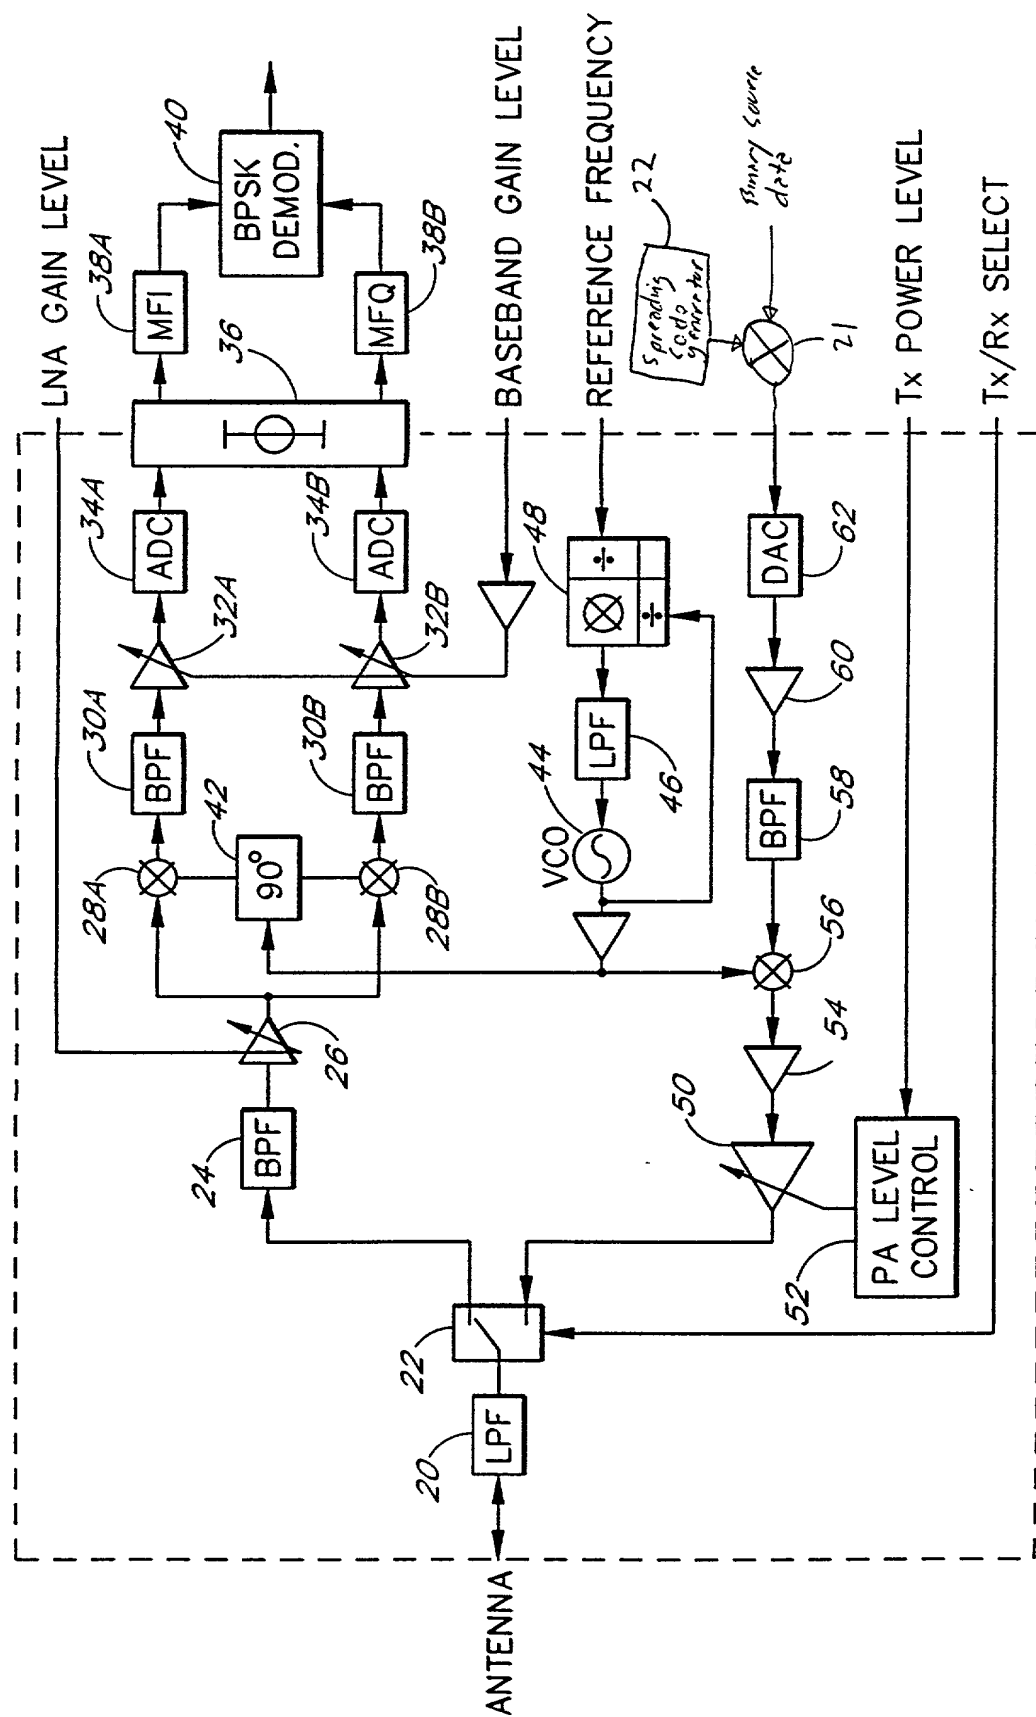 LNA GAIN LEVEL
40
BPSK
DEMOD.
38A
MFI
MFQ
38B
36
34A
ADC
34B
ADC
32A
32B
30A
BPF
30B
BPF
28A
42
90°
28B
26
24
BPF
BASEBAND GAIN LEVEL
REFERENCE FREQUENCY
48
÷
÷
LPF
46
44
VCO
22
Spreading
Code
generator
Binary source
data
21
DAC
62
60
BPF
58
56
54
50
PA LEVEL
CONTROL
52
Tx POWER LEVEL
Tx/Rx SELECT
22
20
LPF
ANTENNA